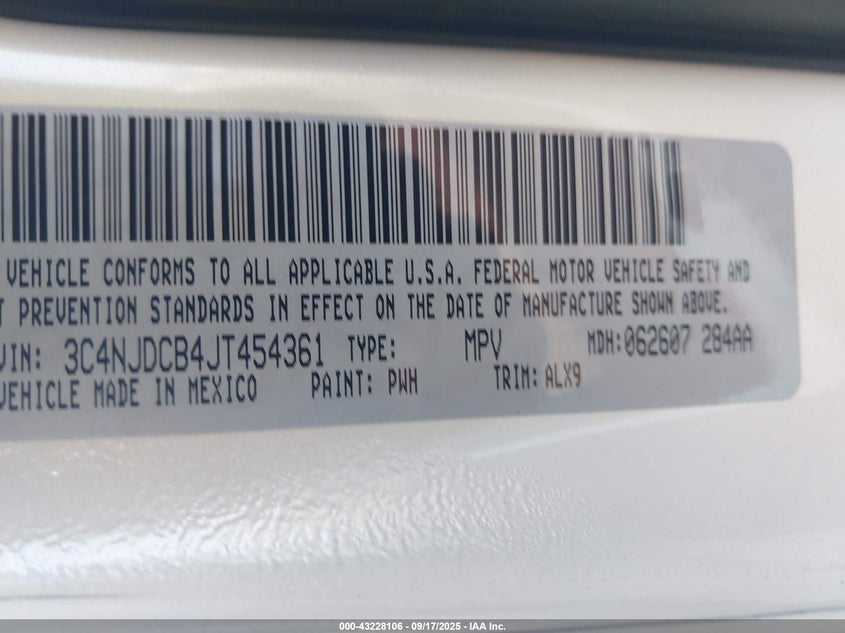 VEHICLE CONFORMS TO ALL APPLICABLE U.S.A. FEDERAL MOTOR VEHICLE SAFETY AND
T PREVENTION STANDARDS IN EFFECT ON THE DATE OF MANUFACTURE SHOWN ABOVE.
VIN: 3C4NJDCB4JT454361 TYPE: MPV MDH:062607 284AA
VEHICLE MADE IN MEXICO PAINT: PWH TRIM: ALX9
000-43228106 - 09/17/2025 - IAA Inc.